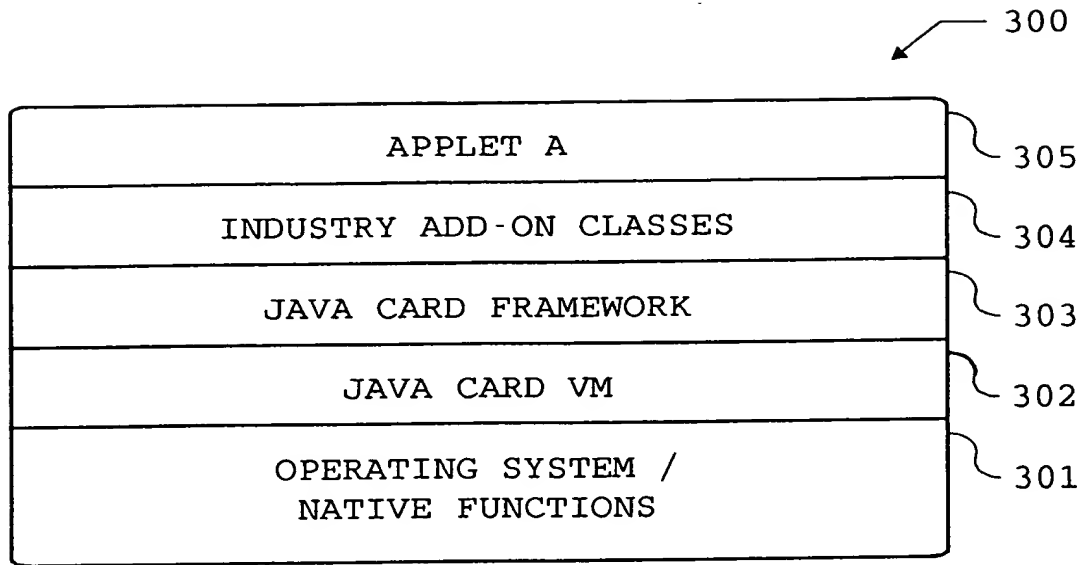 300
APPLET A
305
INDUSTRY ADD-ON CLASSES
304
JAVA CARD FRAMEWORK
303
JAVA CARD VM
302
OPERATING SYSTEM /
NATIVE FUNCTIONS
301